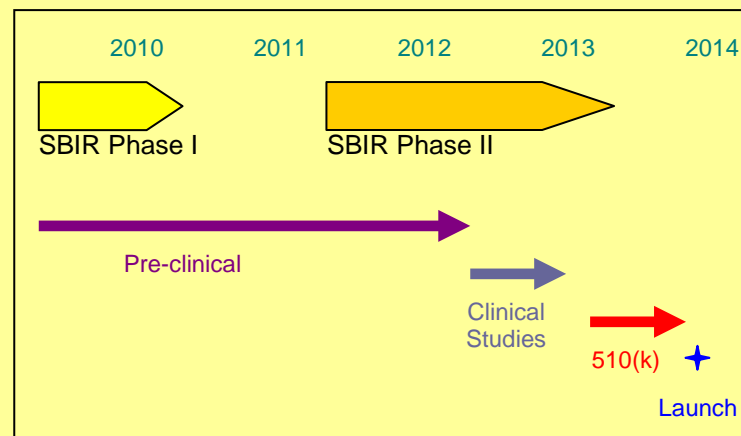 2010 2011 2012 2013 2014
SBIR Phase I SBIR Phase II
Pre-clinical
Clinical
Studies
510(k)
Launch